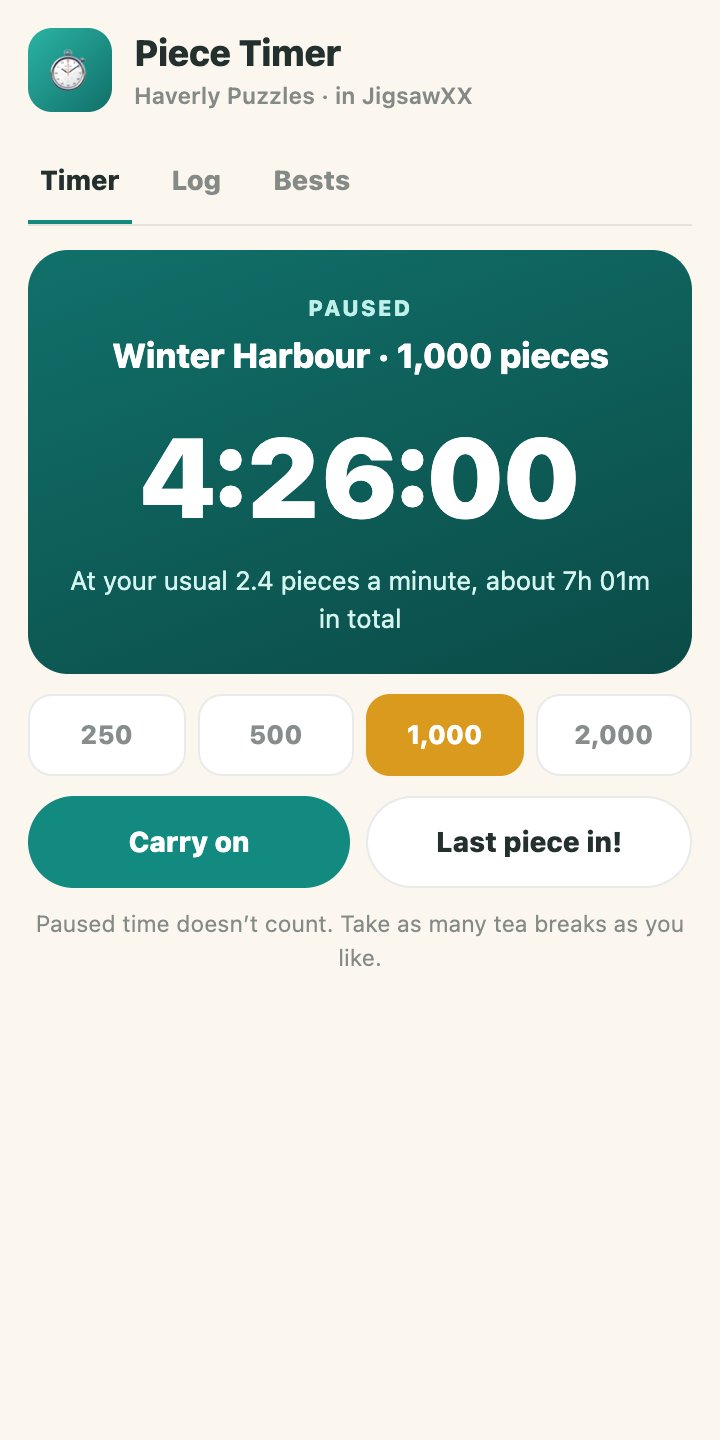 Piece Timer
Haverly Puzzles · in JigsawXX
Timer Log Bests
PAUSED
Winter Harbour · 1,000 pieces
4:26:00
At your usual 2.4 pieces a minute, about 7h 01m
in total
250 500 1,000 2,000
Carry on Last piece in!
Paused time doesn’t count. Take as many tea breaks as you
like.